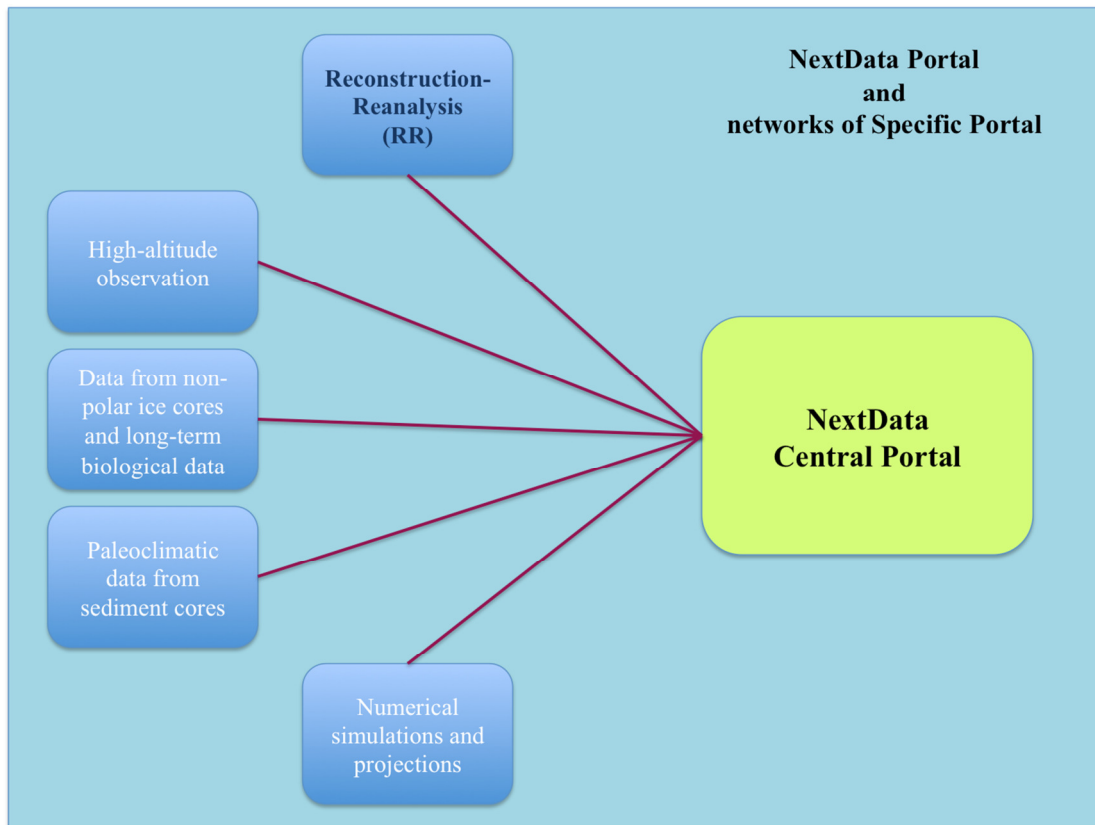 NextData Portal
and
networks of Specific Portal
Reconstruction-
Reanalysis
(RR)
High-altitude
observation
Data from non-
polar ice cores
and long-term
biological data
Paleoclimatic
data from
sediment cores
Numerical
simulations and
projections
NextData
Central Portal